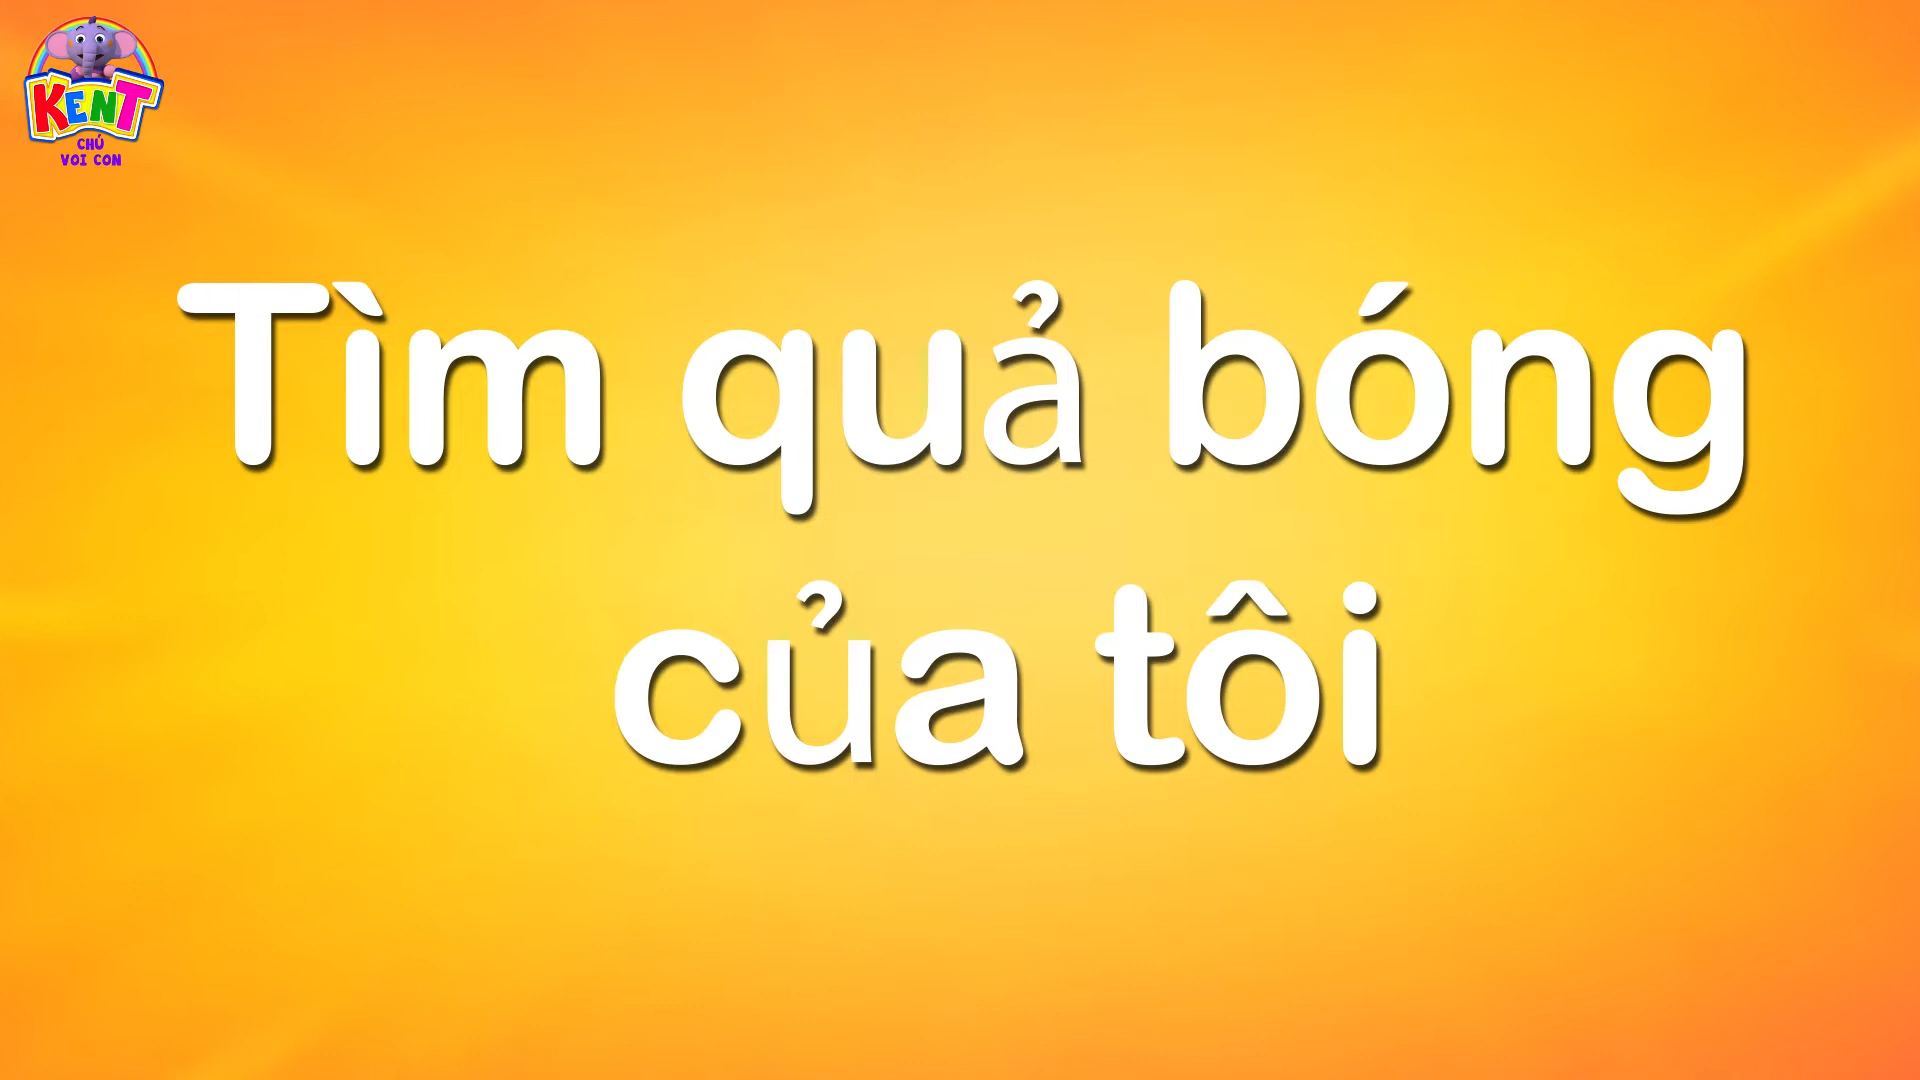 KENT
CHÚ
VOI CON
Tìm quả bóng
của tôi